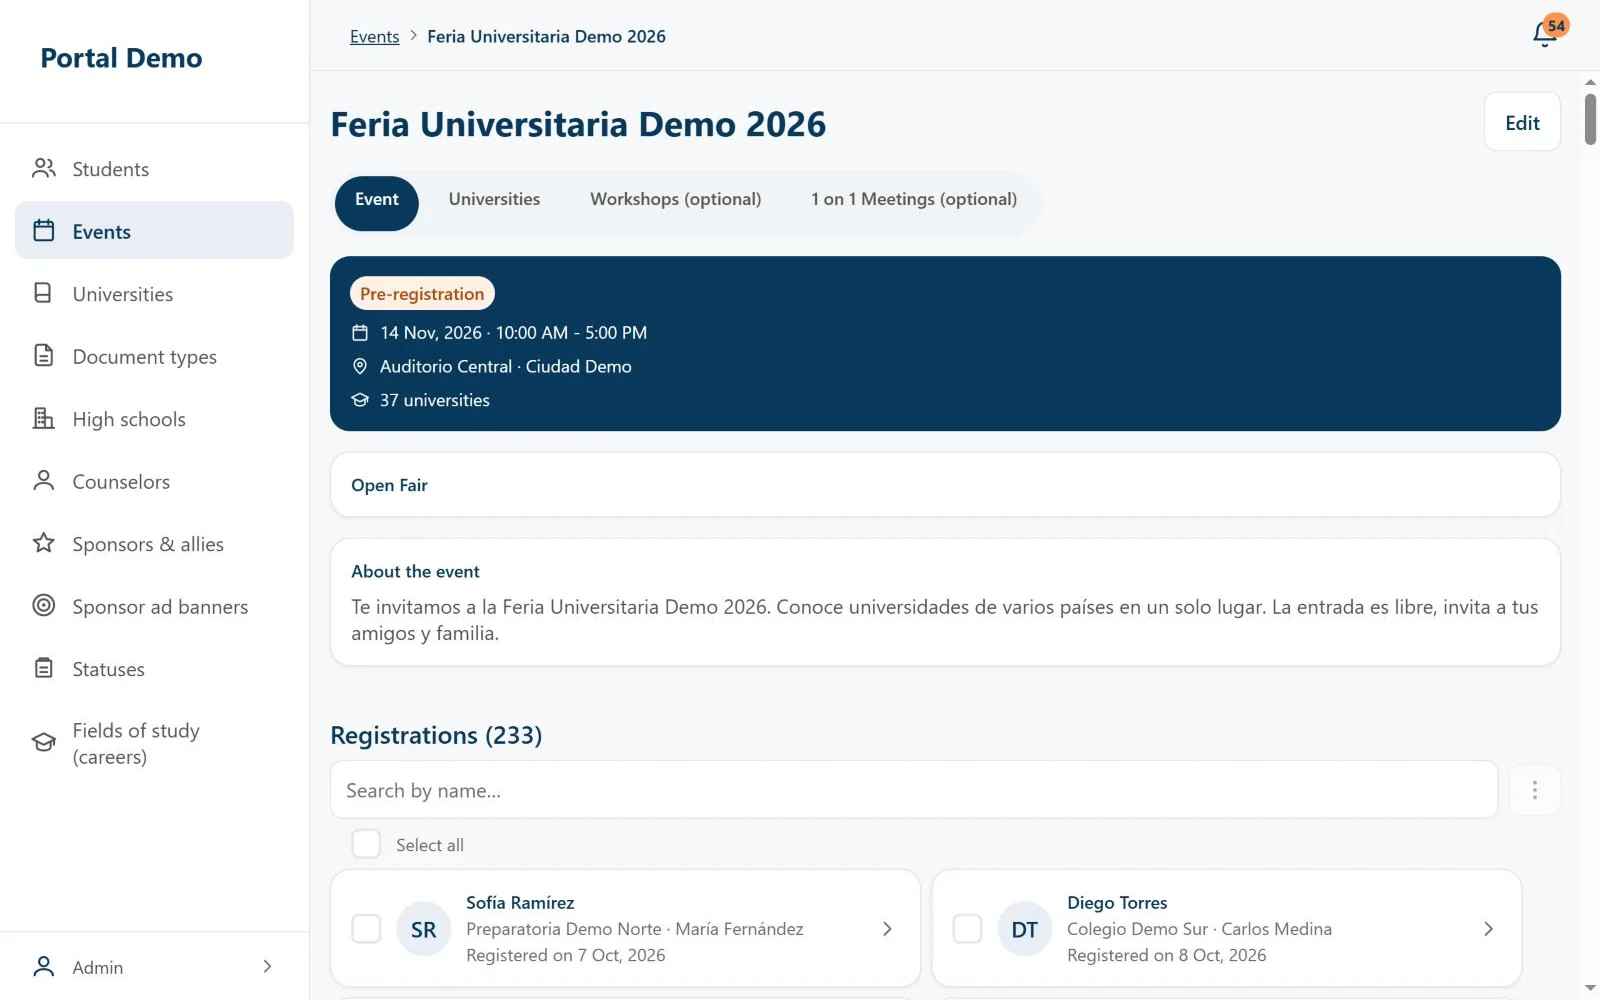 Portal Demo
Events > Feria Universitaria Demo 2026
54
Students
Events
Universities
Document types
High schools
Counselors
Sponsors & allies
Sponsor ad banners
Statuses
Fields of study
(careers)
Admin
Feria Universitaria Demo 2026
Edit
Event
Universities
Workshops (optional)
1 on 1 Meetings (optional)
Pre-registration
14 Nov, 2026 · 10:00 AM - 5:00 PM
Auditorio Central · Ciudad Demo
37 universities
Open Fair
About the event
Te invitamos a la Feria Universitaria Demo 2026. Conoce universidades de varios países en un solo lugar. La entrada es libre, invita a tus
amigos y familia.
Registrations (233)
Search by name...
Select all
SR
Sofía Ramírez
Preparatoria Demo Norte · María Fernández
Registered on 7 Oct, 2026
DT
Diego Torres
Colegio Demo Sur · Carlos Medina
Registered on 8 Oct, 2026